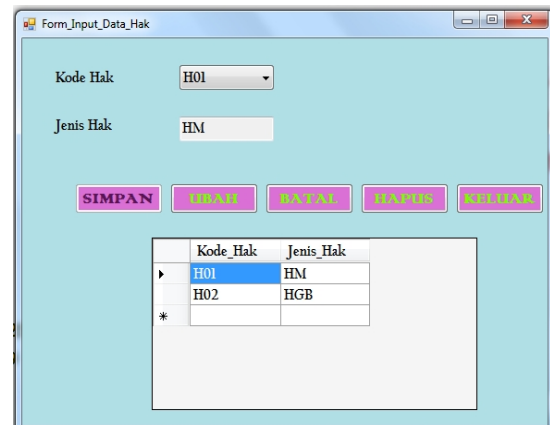 Form_Input_Data_Hak
Kode Hak H01
Jenis Hak HM
SIMPAN UBAH BATAL HAPUS KELUAR
Kode_Hak Jenis_Hak
H01 HM
H02 HGB